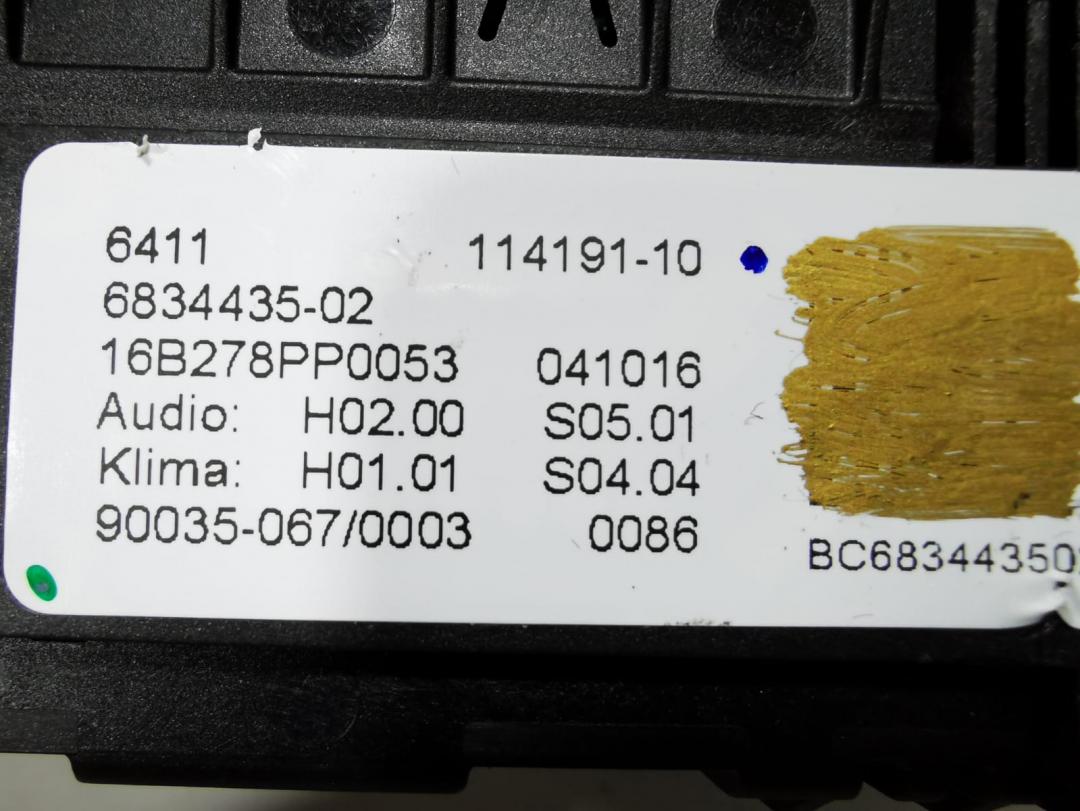 6411 114191-10
6834435-02
16B278PP0053 041016
Audio: H02.00 S05.01
Klima: H01.01 S04.04
90035-067/0003 0086
BC683443502